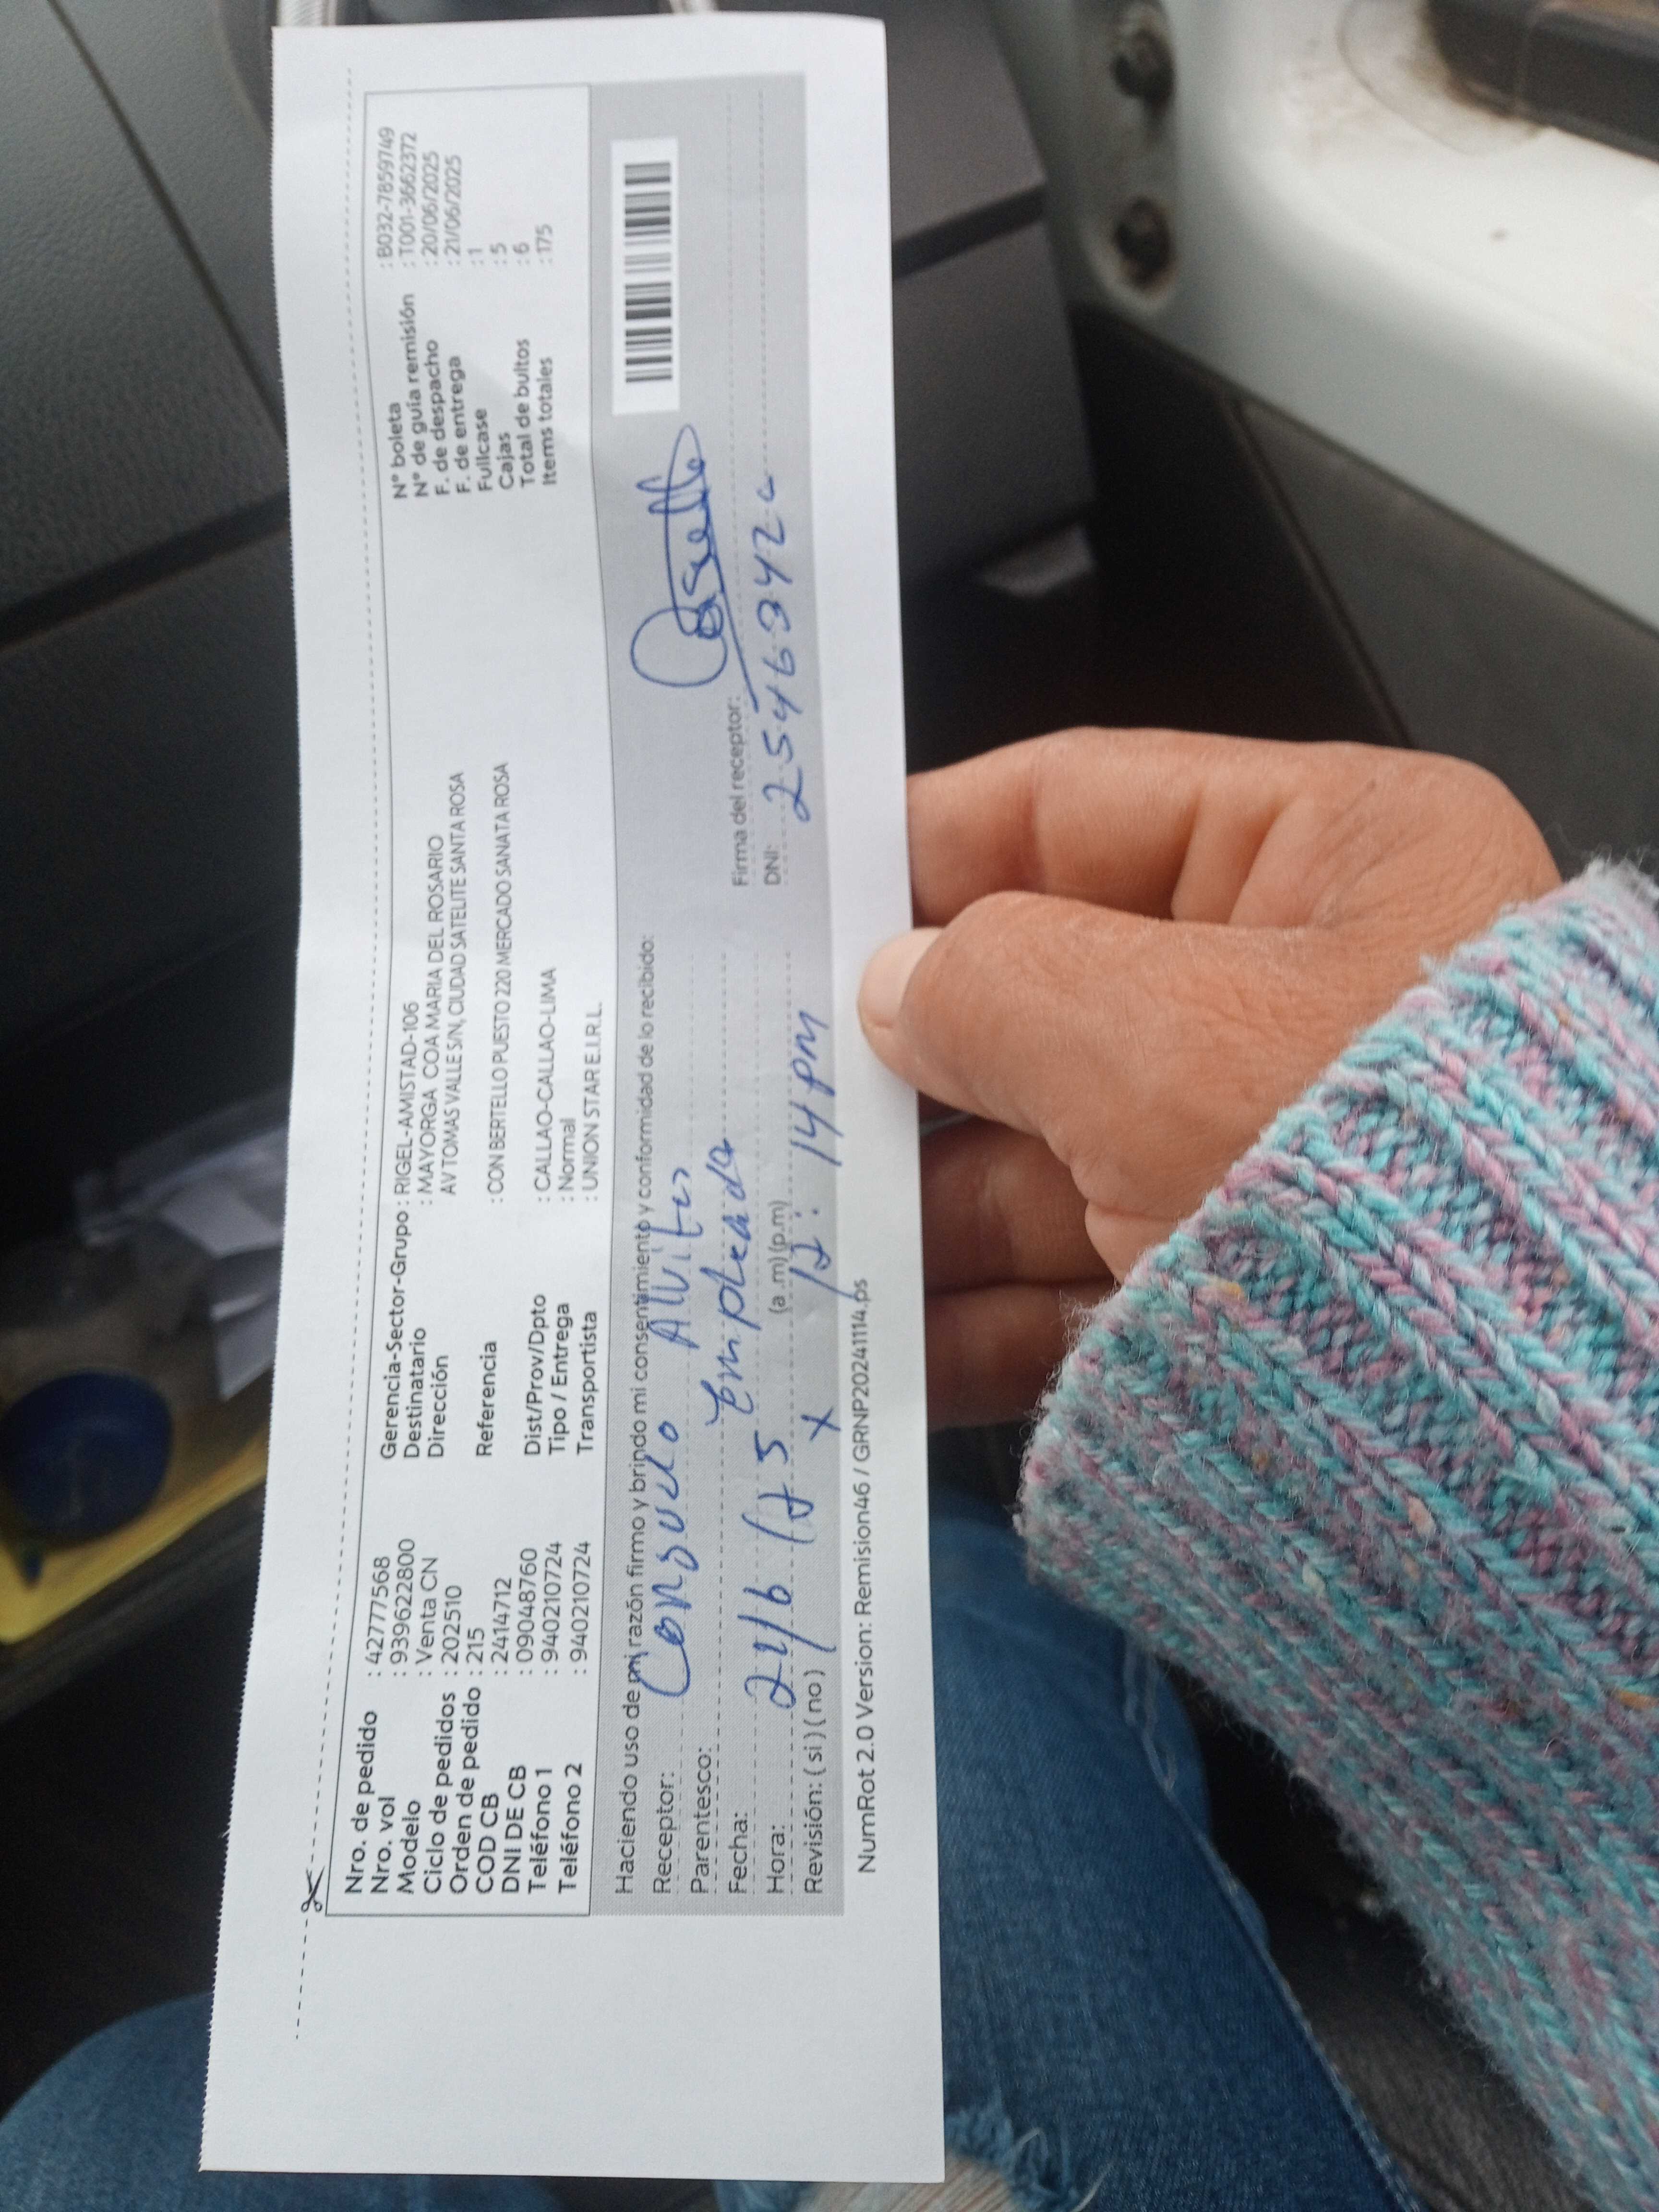 Nro. de pedido : 427777568
Nro. vol : 939622800
Modelo : Venta CN
Ciclo de pedidos : 202510
Orden de pedido : 215
COD CB : 2414712
DNI DE CB : 09048760
Teléfono 1 : 940210724
Teléfono 2 : 940210724
Gerencia-Sector-Grupo : RIGEL-AMISTAD-106
Destinatario : MAYORGA COA MARIA DEL ROSARIO
Dirección AV TOMAS VALLE S/N, CIUDAD SATELITE SANTA ROSA
Referencia : CON BERTELLO PUESTO 220 MERCADO SANATA ROSA
Dist/Prov/Dpto : CALLAO-CALLAO-LIMA
Tipo / Entrega : Normal
Transportista : UNION STAR E.I.R.L.
N° boleta : B032-7859749
N° de guía remisión : T001-3662372
F. de despacho : 20/06/2025
F. de entrega : 21/06/2025
Fullcase : 1
Cajas : 5
Total de bultos : 6
Items totales : 175
Haciendo uso de mi razón firmo y brindo mi consentimiento y conformidad de lo recibido:
Receptor: Consuelo Alvites
Parentesco: Empleada
Fecha: 21/6/25
Hora: (a.m) (p.m) 12:14 pm
Revisión: ( si ) ( no ) x
Firma del receptor:
DNI: 25468342
NumRot 2.0 Version: Remision46 / GRNP20241114.ps